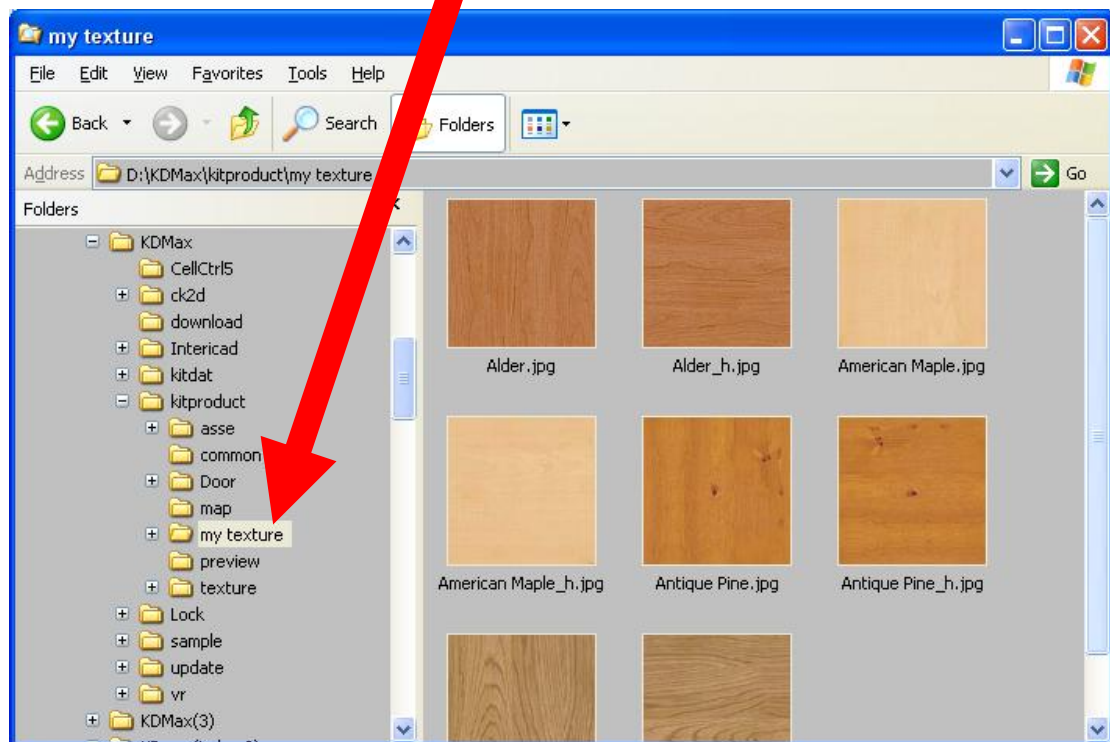 my texture
File Edit View Favorites Tools Help
Back Search Folders
Address D:\KDMax\kitproduct\my texture Go
Folders
KDMax
CellCtrl5
ck2d
download
Intericad
kitdat
kitproduct
asse
common
Door
map
my texture
preview
texture
Lock
sample
update
vr
KDMax(3)
Alder.jpg Alder_h.jpg American Maple.jpg
American Maple_h.jpg Antique Pine.jpg Antique Pine_h.jpg